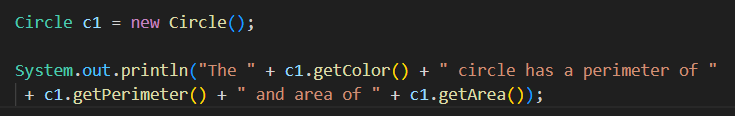 Circle c1 = new Circle();
System.out.println("The " + c1.getColor() + " circle has a perimeter of "
+ c1.getPerimeter() + " and area of " + c1.getArea());